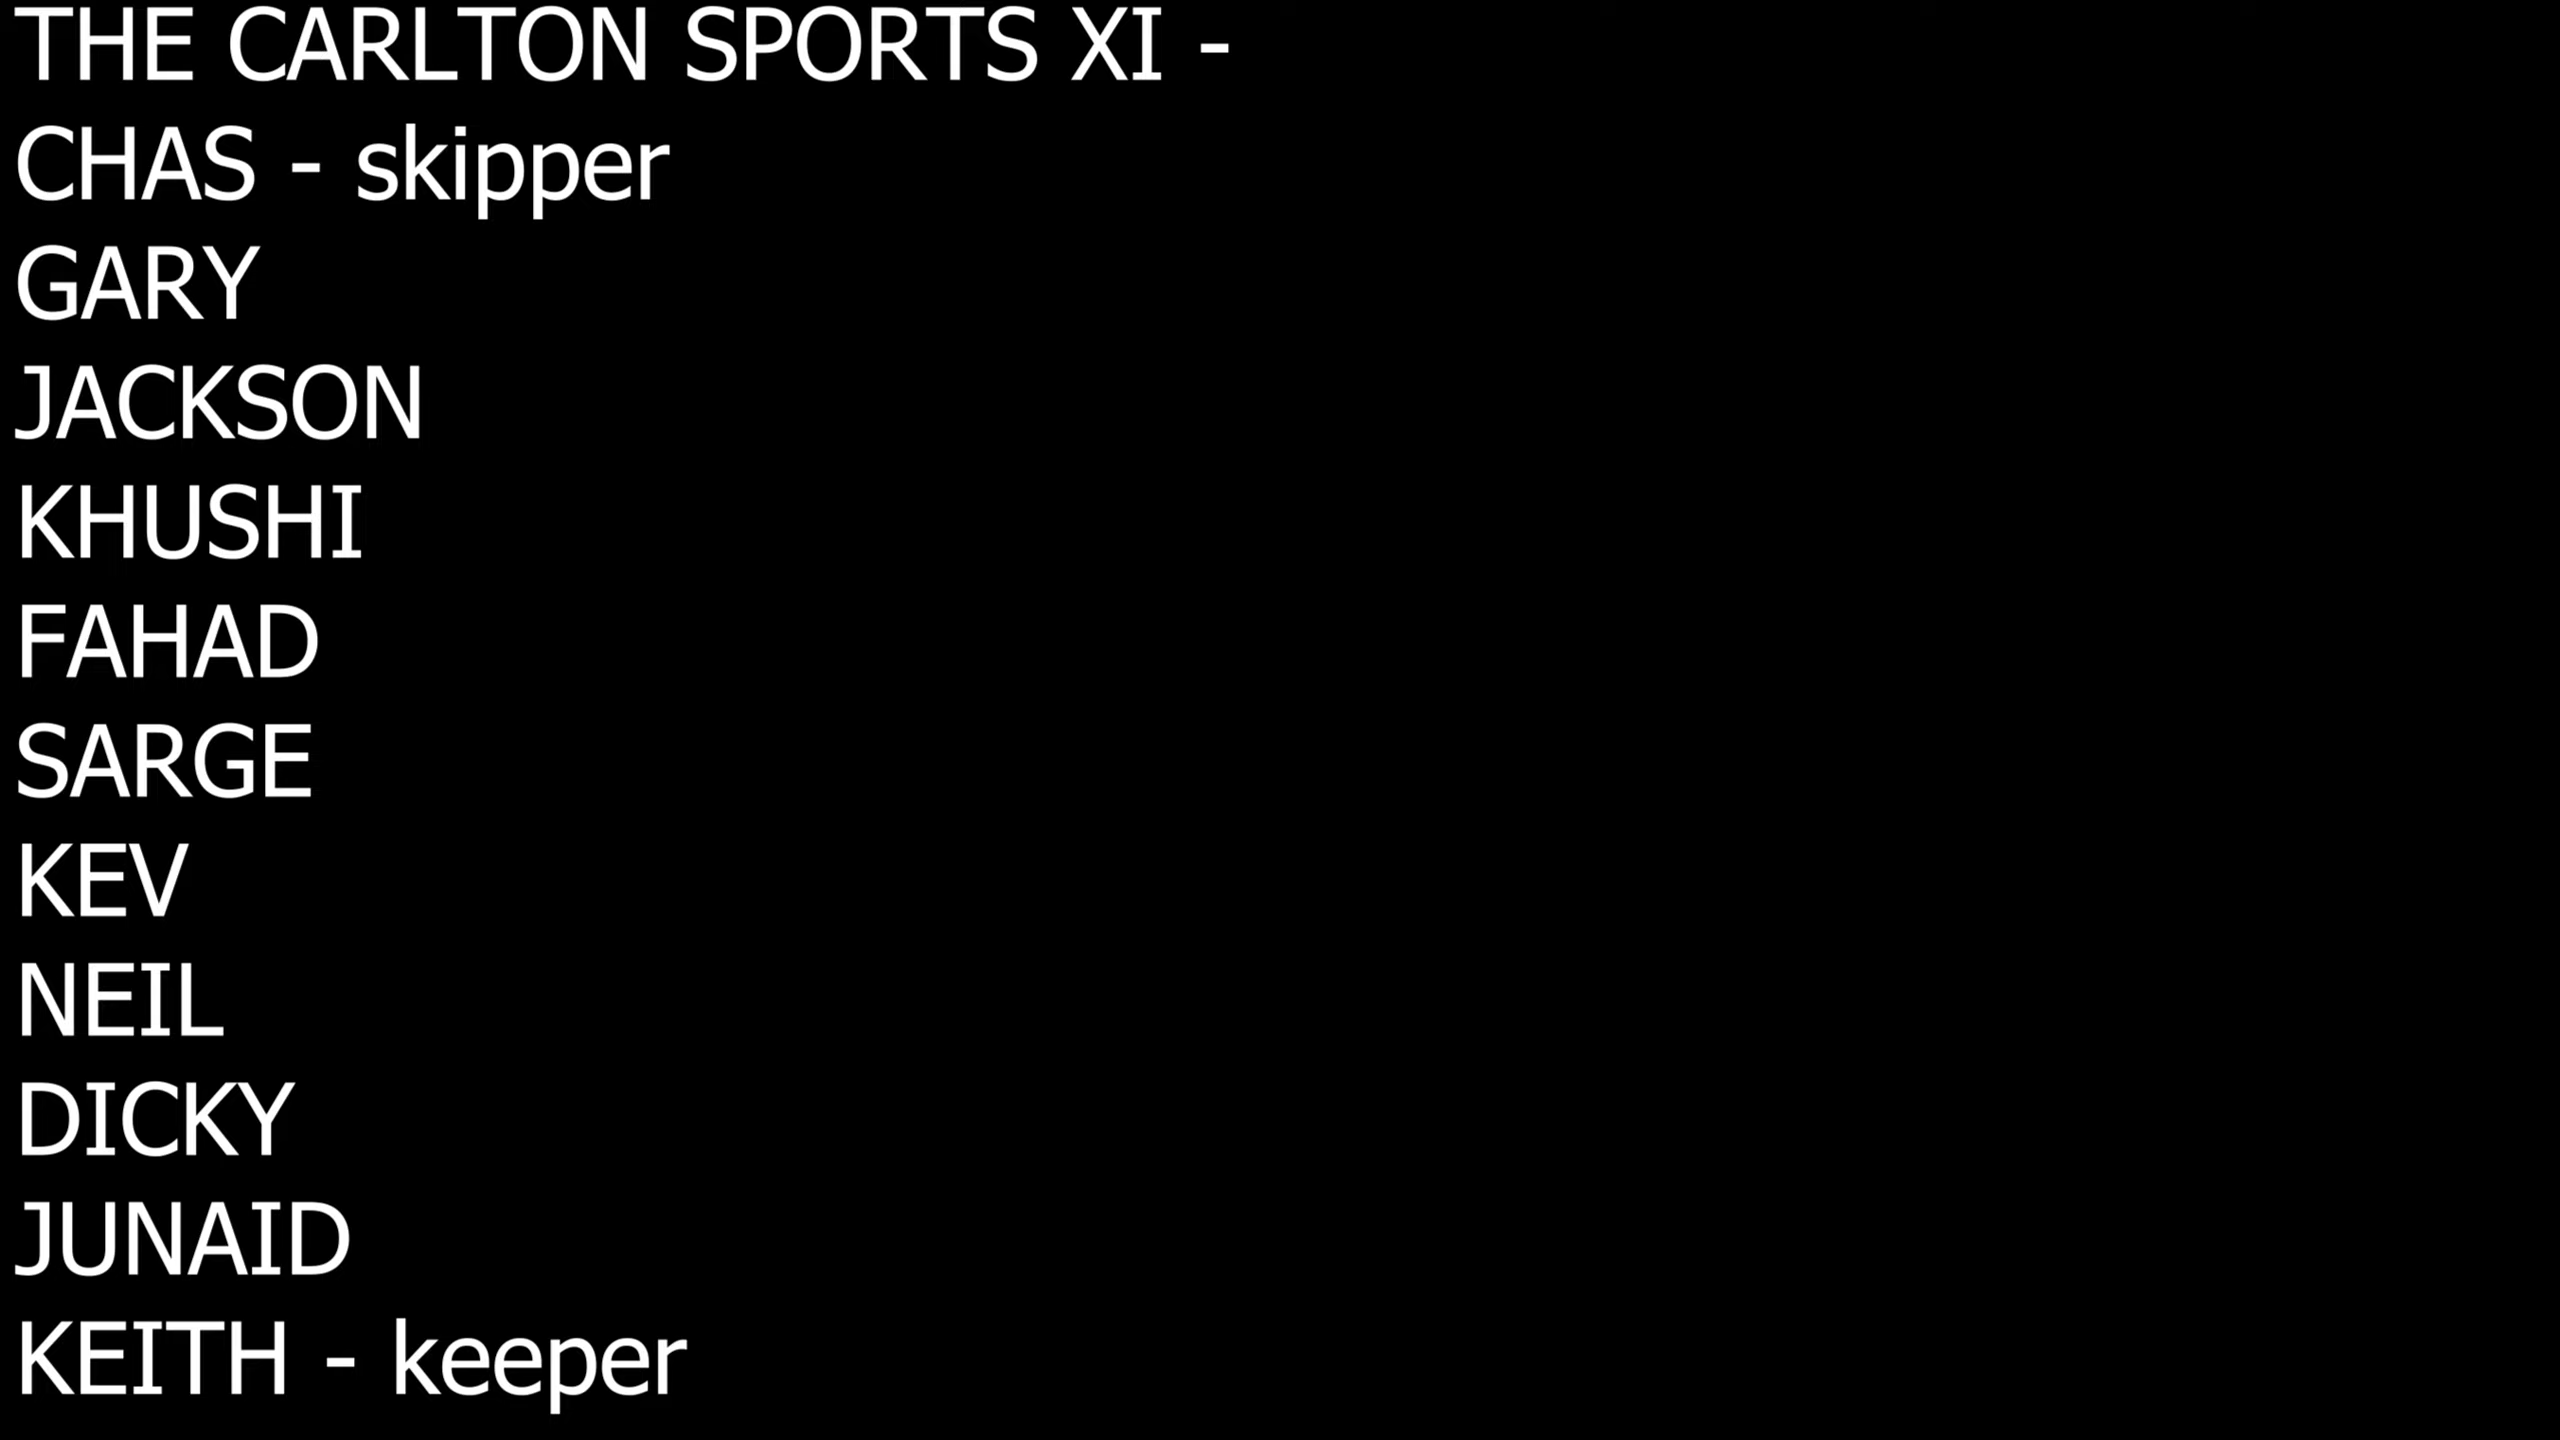 THE CARLTON SPORTS XI -
CHAS - skipper
GARY
JACKSON
KHUSHI
FAHAD
SARGE
KEV
NEIL
DICKY
JUNAID
KEITH - keeper